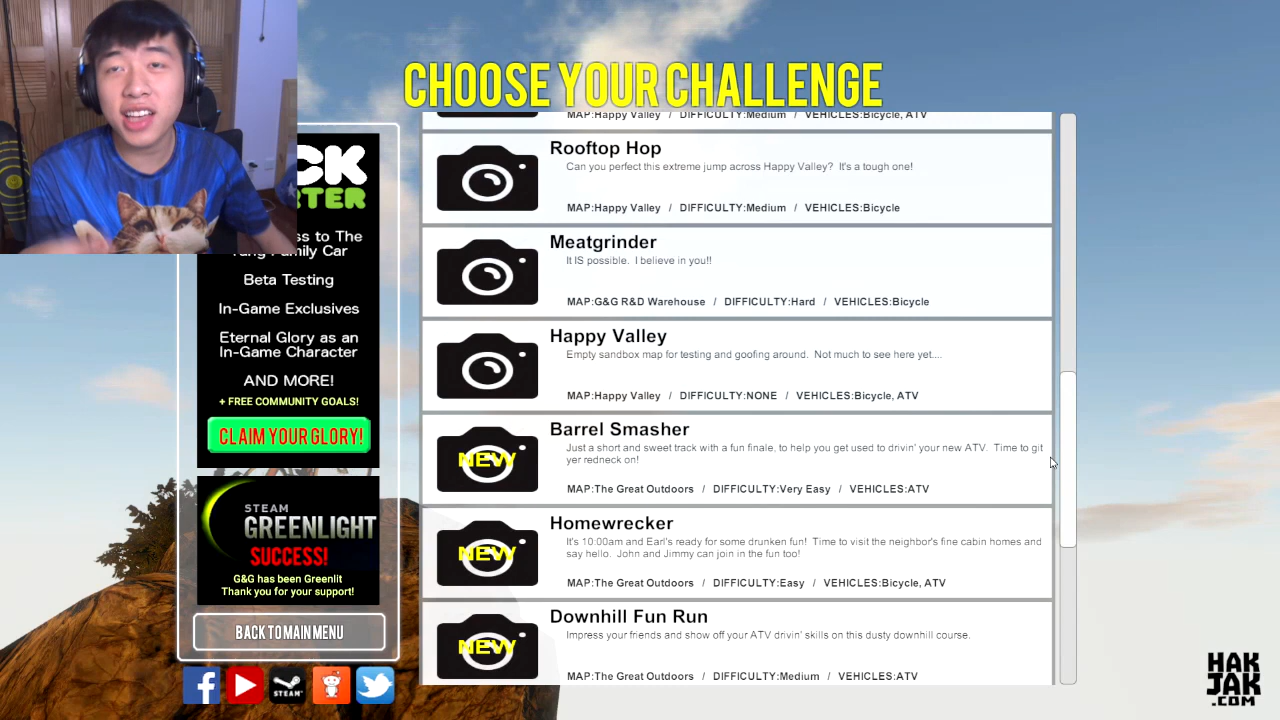 CHOOSE YOUR CHALLENGE
MAP:Happy Valley / DIFFICULTY:Medium / VEHICLES:Bicycle, ATV
Rooftop Hop
Can you perfect this extreme jump across Happy Valley? It's a tough one!
MAP:Happy Valley / DIFFICULTY:Medium / VEHICLES:Bicycle
Meatgrinder
It IS possible. I believe in you!!
MAP:G&G R&D Warehouse / DIFFICULTY:Hard / VEHICLES:Bicycle
Happy Valley
Empty sandbox map for testing and goofing around. Not much to see here yet....
MAP:Happy Valley / DIFFICULTY:NONE / VEHICLES:Bicycle, ATV
Barrel Smasher
NEW
Just a short and sweet track with a fun finale, to help you get used to drivin' your new ATV. Time to git
yer redneck on!
MAP:The Great Outdoors / DIFFICULTY:Very Easy / VEHICLES:ATV
Homewrecker
NEW
It's 10:00am and Earl's ready for some drunken fun! Time to visit the neighbor's fine cabin homes and
say hello. John and Jimmy can join in the fun too!
MAP:The Great Outdoors / DIFFICULTY:Easy / VEHICLES:Bicycle, ATV
Downhill Fun Run
NEW
Impress your friends and show off your ATV drivin' skills on this dusty downhill course.
MAP:The Great Outdoors / DIFFICULTY:Medium / VEHICLES:ATV
CK
RTER
ss to The
Family Car
Beta Testing
In-Game Exclusives
Eternal Glory as an
In-Game Character
AND MORE!
+ FREE COMMUNITY GOALS!
CLAIM YOUR GLORY!
STEAM
GREENLIGHT
SUCCESS!
G&G has been Greenlit
Thank you for your support!
BACK TO MAIN MENU
STEAM
HAK
JAK
.COM